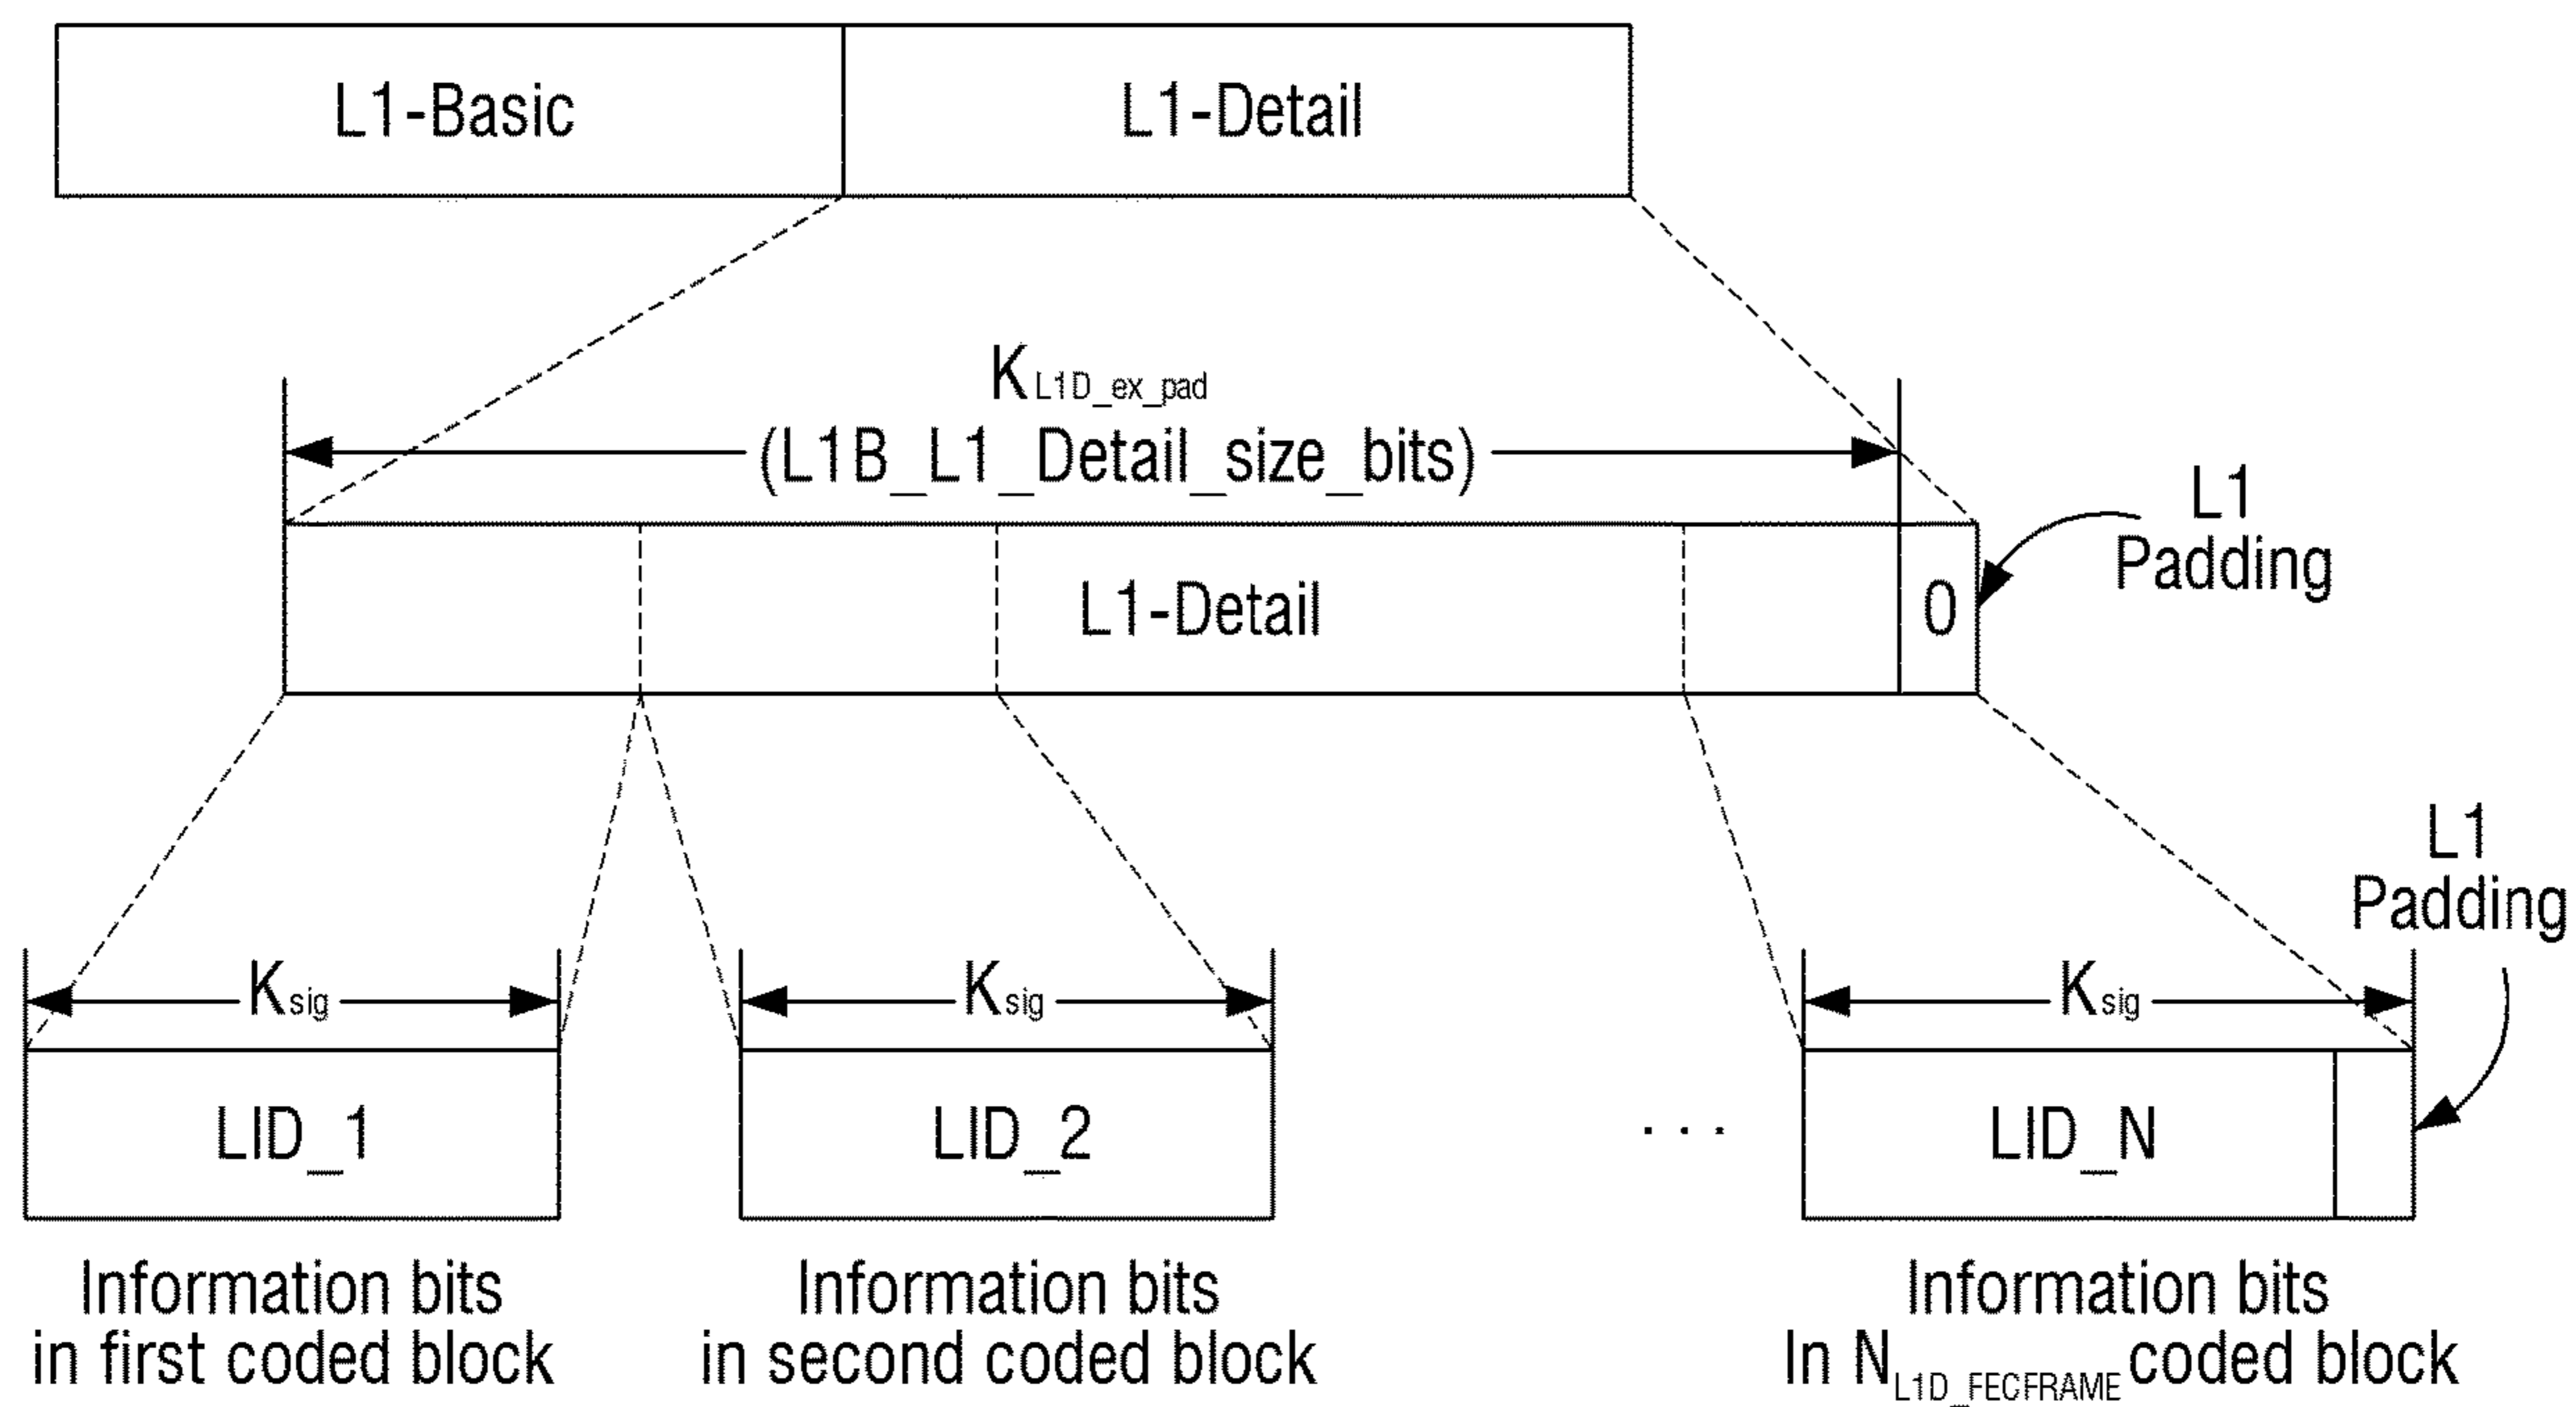 L1-Basic
L1-Detail
K L1D_ex_pad
(L1B_L1_Detail_size_bits)
L1
Padding
L1-Detail
0
L1
Padding
Ksig
Ksig
Ksig
LID_1
LID_2
. . .
LID_N
Information bits
in first coded block
Information bits
in second coded block
Information bits
In NL1D_FECFRAME coded block